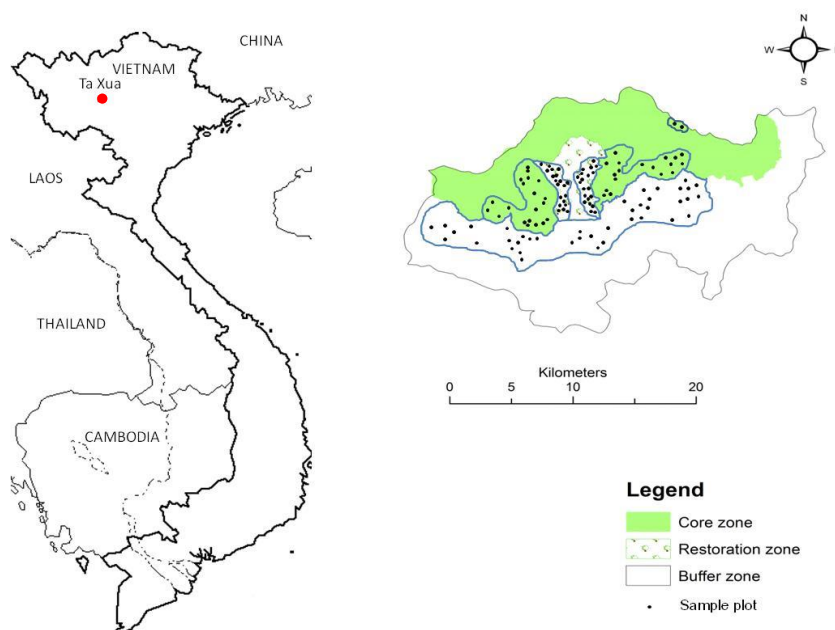 CHINA
VIETNAM
Ta Xua
LAOS
THAILAND
CAMBODIA
N
W
S
Kilometers
0 5 10 20
Legend
Core zone
Restoration zone
Buffer zone
Sample plot